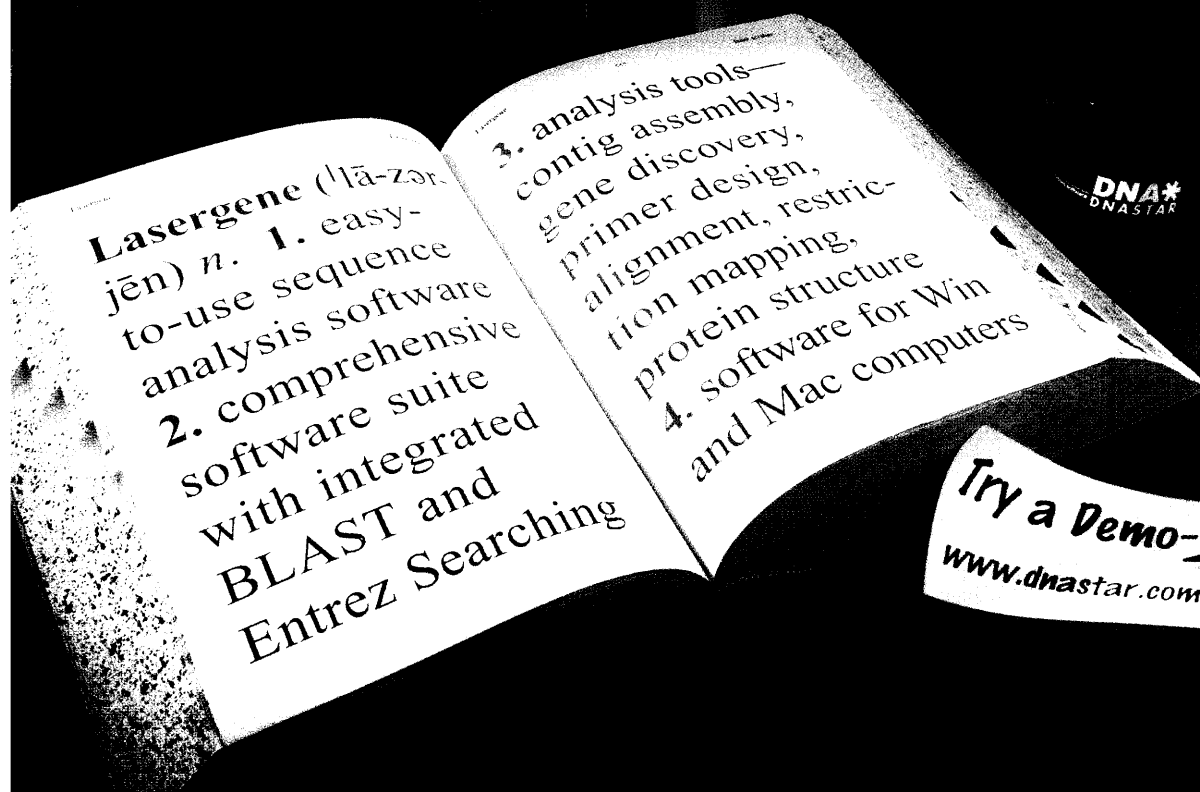 Lasergene (ˈlā-zər-
jēn) n. 1. easy-
to-use sequence
analysis software
2. comprehensive
software suite
with integrated
BLAST and
Entrez Searching
3. analysis tools—
contig assembly,
gene discovery,
primer design,
alignment, restric-
tion mapping,
protein structure
4. software for Win
and Mac computers
DNA*
DNASTAR
Try a Demo-
www.dnastar.com